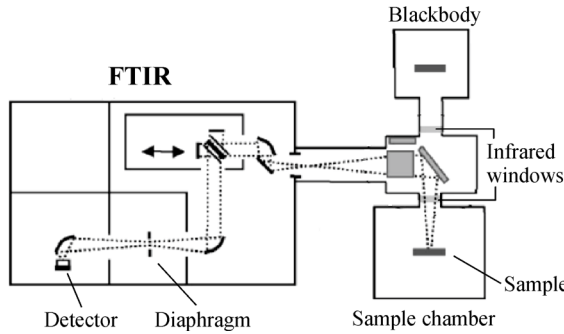 Blackbody
FTIR
Infrared
windows
Sample
Detector
Diaphragm
Sample chamber